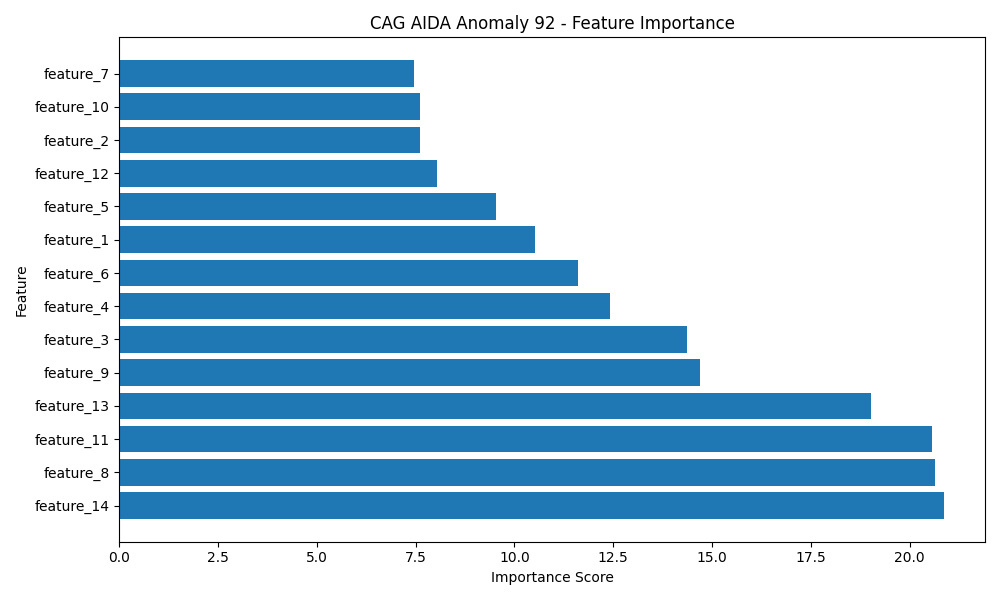 CAG AIDA Anomaly 92 - Feature Importance
Feature
feature_7
feature_10
feature_2
feature_12
feature_5
feature_1
feature_6
feature_4
feature_3
feature_9
feature_13
feature_11
feature_8
feature_14
0.0 2.5 5.0 7.5 10.0 12.5 15.0 17.5 20.0
Importance Score